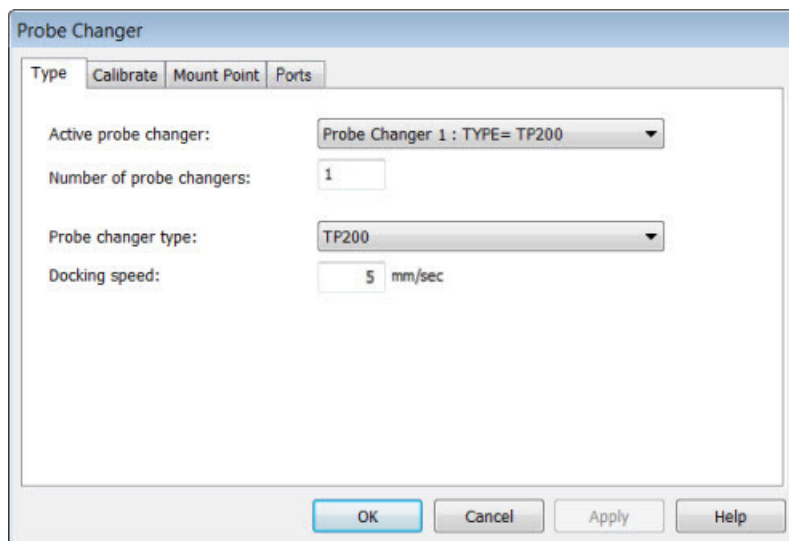 Probe Changer
Type Calibrate Mount Point Ports
Active probe changer: Probe Changer 1 : TYPE= TP200
Number of probe changers: 1
Probe changer type: TP200
Docking speed: 5 mm/sec
OK Cancel Apply Help